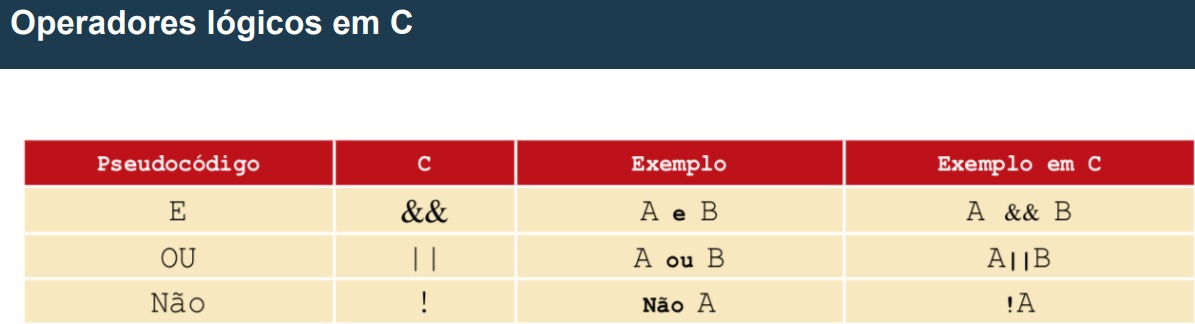 Operadores lógicos em C
Pseudocódigo C Exemplo Exemplo em C
E && A e B A && B
OU || A ou B A||B
Não ! Não A !A